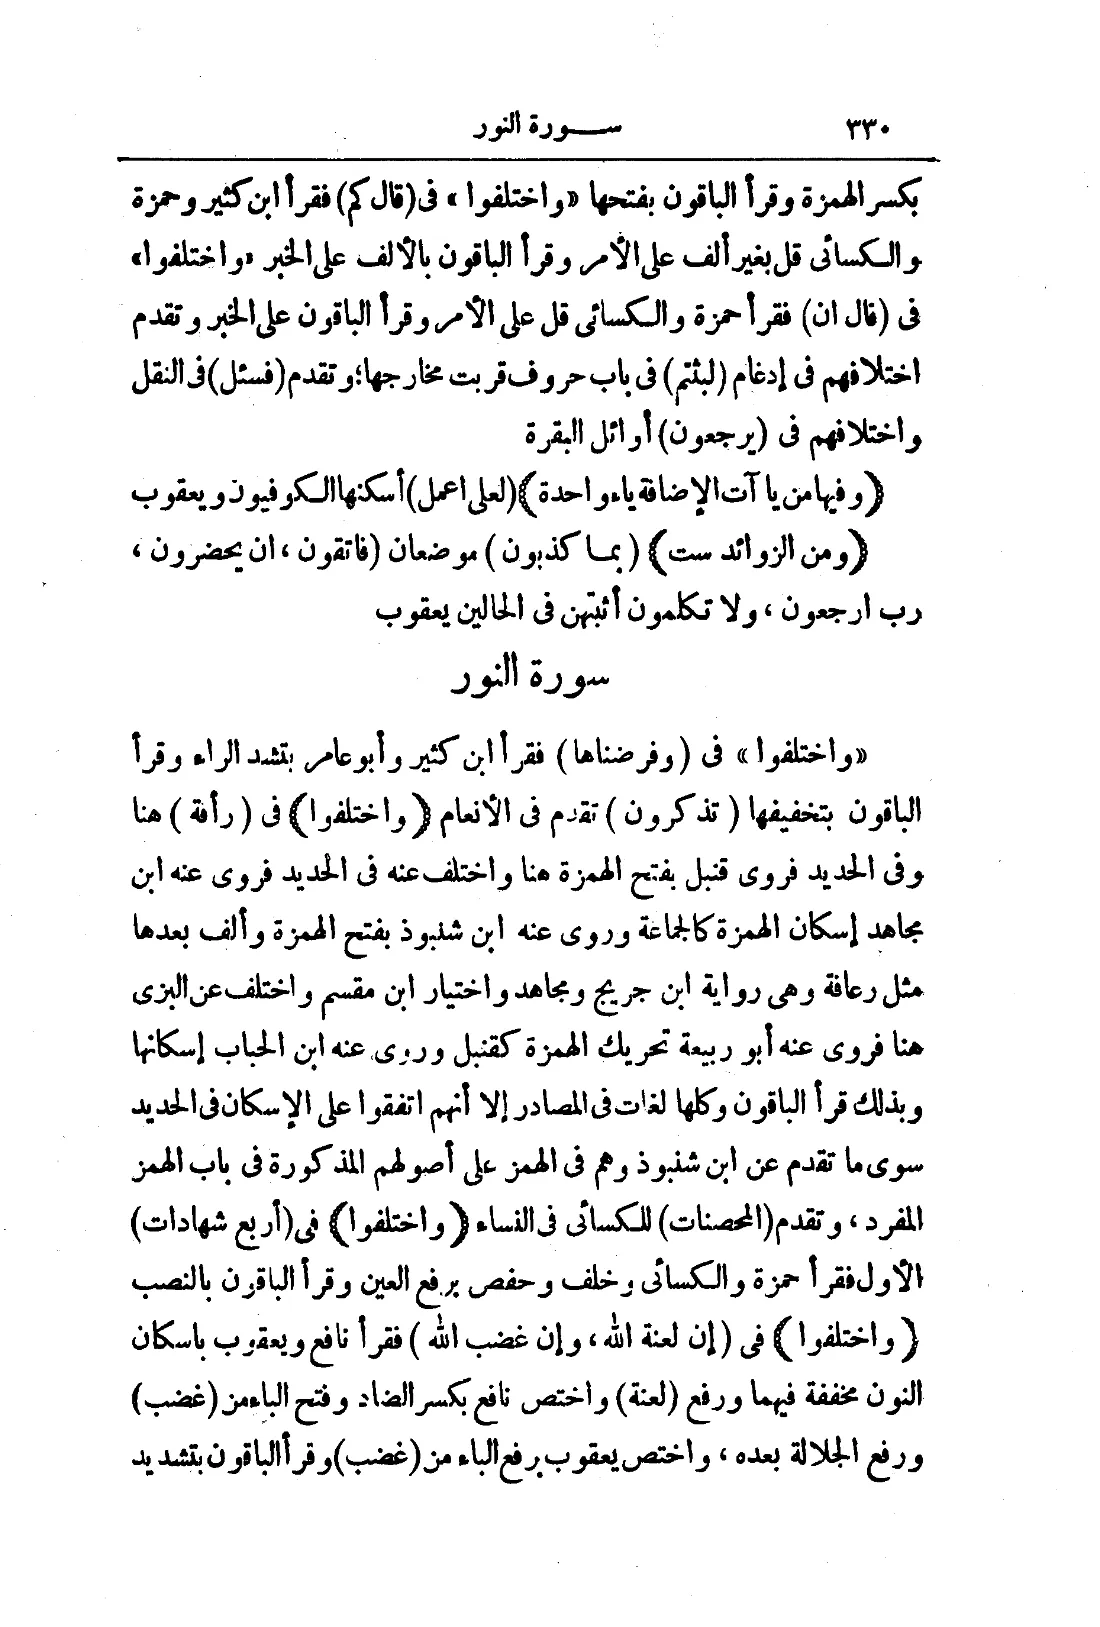 ٣٣٠ سورة النور
بكسر الهمزة وقرأ الباقون بفتحها «واختلفوا» فى (قال كم) فقرأ ابن كثير وحمزة
والكسائى قل بغير ألف على الأمر وقرأ الباقون بالألف على الخبر «واختلفوا»
فى (قال ان) فقرأ حمزة والكسائى قل على الأمر وقرأ الباقون على الخبر وتقدم
اختلافهم فى إدغام (لبثتم) فى باب حروف قربت مخارجها؛ وتقدم (فسئل) فى النقل
واختلافهم فى (يرجعون) أوائل البقرة
﴿وفيها من ياآت الإضافة ياء واحدة﴾ (لعلى اعمل) أسكنها الكوفيون ويعقوب
﴿ومن الزوائد ست﴾ (بما كذبون) موضعان (فاتقون، ان يحضرون،
رب ارجعون، ولا تكلمون أثبتهن فى الحالين يعقوب
سورة النور
«واختلفوا» فى (وفرضناها) فقرأ ابن كثير وأبو عامر بتشد الراء وقرأ
الباقون بتخفيفها (تذكرون) تقدم فى الأنعام ﴿واختلفوا﴾ فى (رأفة) هنا
وفى الحديد فروى قنبل بفتح الهمزة هنا واختلف عنه فى الحديد فروى عنه ابن
مجاهد إسكان الهمزة كالجماعة وروى عنه ابن شنبوذ بفتح الهمزة وألف بعدها
مثل رعافة وهى رواية ابن جريج ومجاهد واختيار ابن مقسم واختلف عن البزى
هنا فروى عنه أبو ربيعة تحريك الهمزة كقنبل وروى عنه ابن الحباب إسكانها
وبذلك قرأ الباقون وكلها لغات فى المصادر إلا أنهم اتفقوا على الإسكان فى الحديد
سوى ما تقدم عن ابن شنبوذ وهم فى الهمز على أصولهم المذكورة فى باب الهمز
المفرد، وتقدم (المحصنات) للكسائى فى النساء ﴿واختلفوا﴾ فى (أربع شهادات)
الأول فقرأ حمزة والكسائى وخلف وحفص برفع العين وقرأ الباقون بالنصب
﴿واختلفوا﴾ فى (إن لعنة الله، وإن غضب الله) فقرأ نافع ويعقوب باسكان
النون مخففة فيهما ورفع (لعنة) واختص نافع بكسر الضاد وفتح الباء من (غضب)
ورفع الجلالة بعده، واختص يعقوب برفع الباء من (غضب) وقرأ الباقون بتشديد